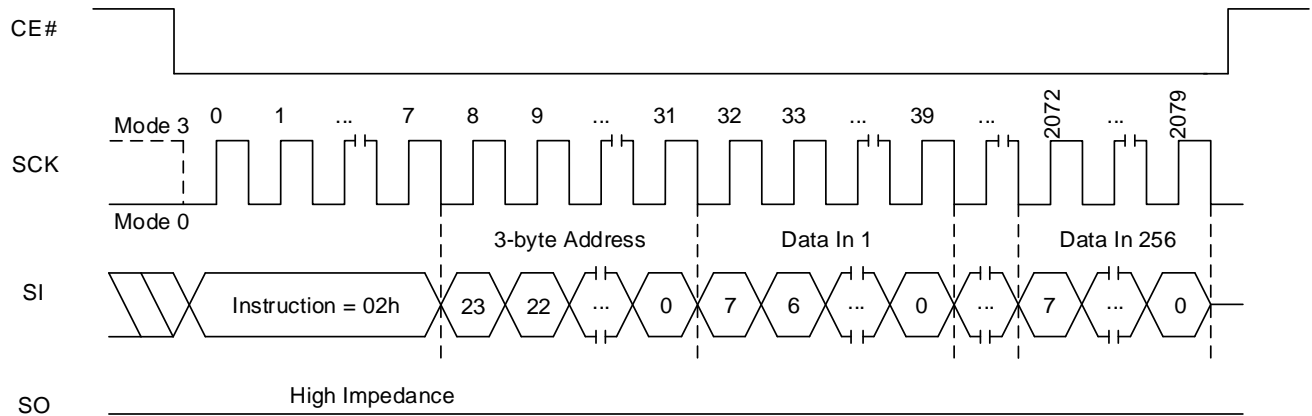 CE#
0 1 ... 7 8 9 ... 31 32 33 ... 39 ... 2072 ... 2079
Mode 3
SCK
Mode 0
3-byte Address Data In 1 Data In 256
SI Instruction = 02h 23 22 ... 0 7 6 ... 0 ... 7 ... 0
High Impedance
SO